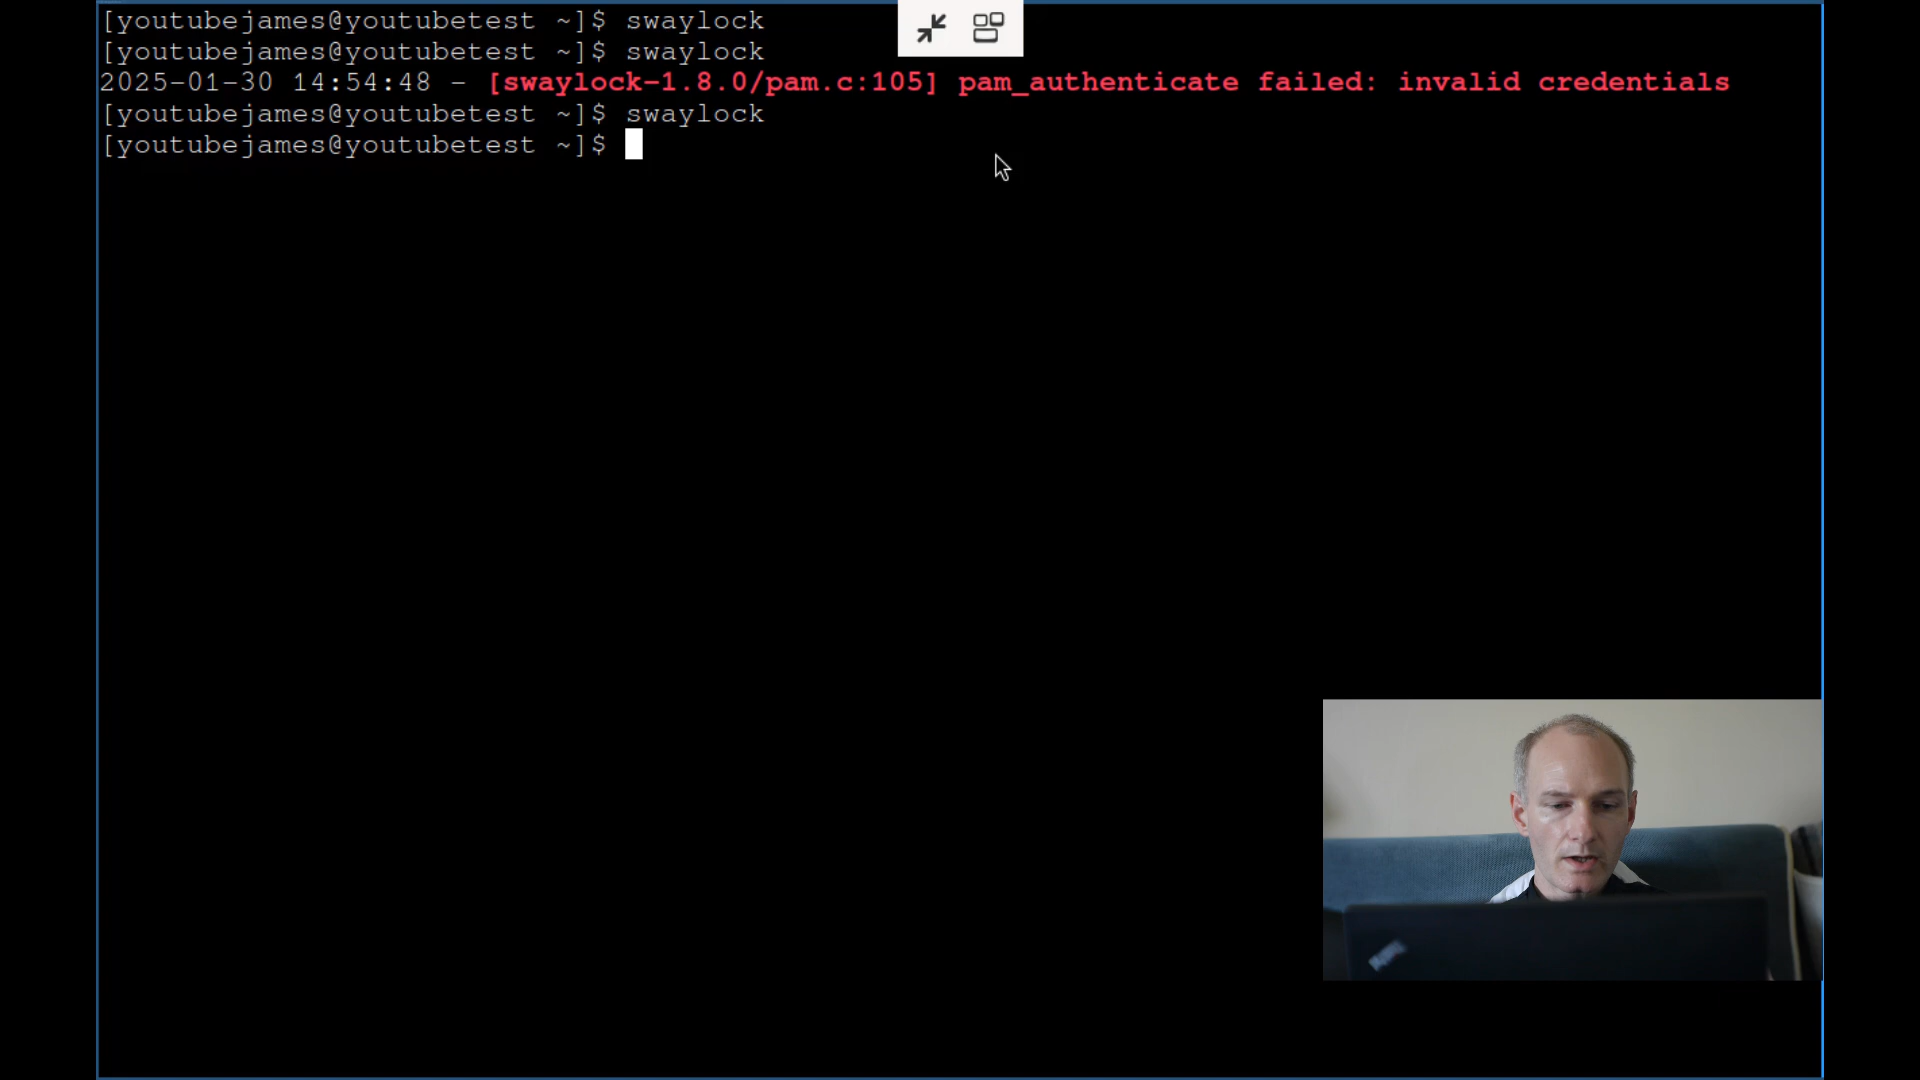 [youtubejames@youtubetest ~]$ swaylock
[youtubejames@youtubetest ~]$ swaylock
2025-01-30 14:54:48 - [swaylock-1.8.0/pam.c:105] pam_authenticate failed: invalid credentials
[youtubejames@youtubetest ~]$ swaylock
[youtubejames@youtubetest ~]$